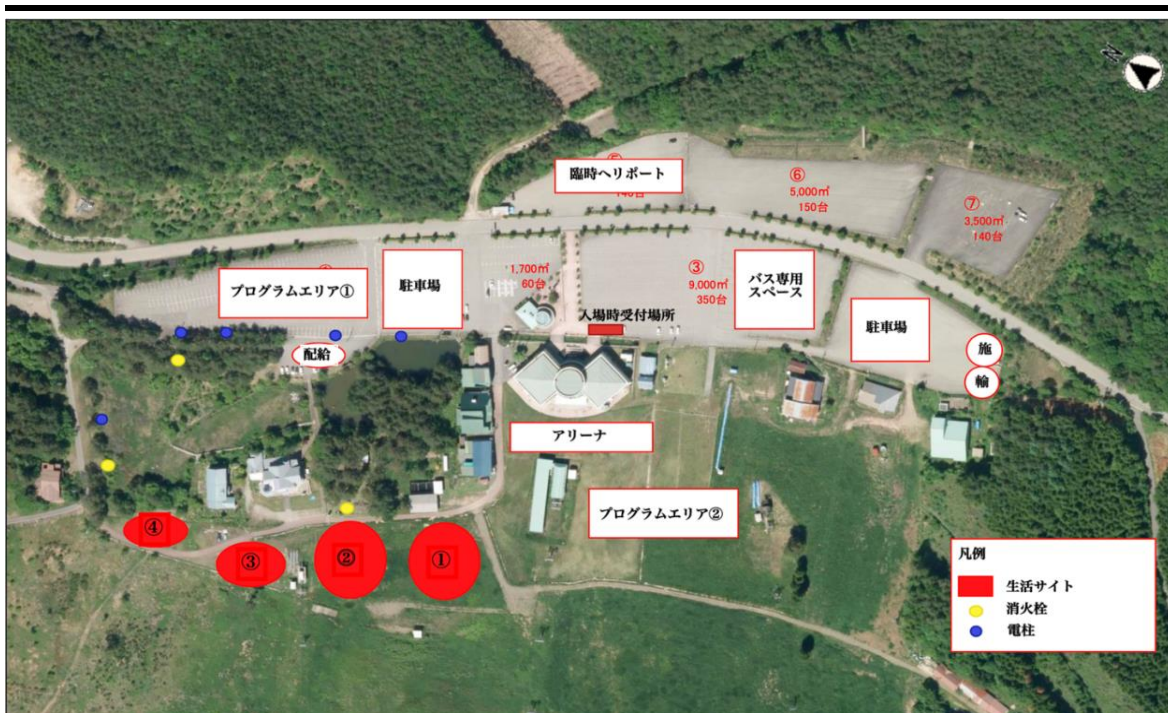 N
⑤
臨時ヘリポート
140台
⑥
5,000㎡
150台
⑦
3,500㎡
140台
プログラムエリア①
駐車場
1,700㎡
60台
③
9,000㎡
350台
バス専用
スペース
入場時受付場所
駐車場
配給
施
輸
アリーナ
プログラムエリア②
④
③
②
①
凡例
生活サイト
消火栓
電柱